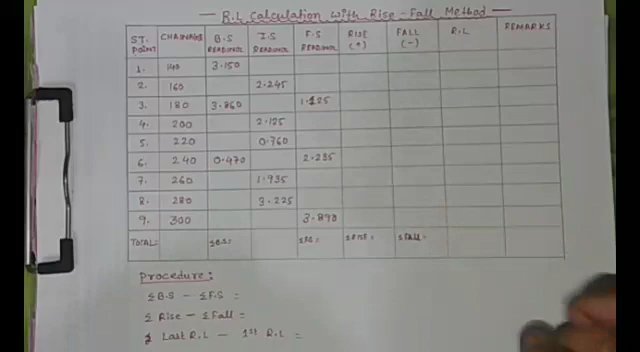 — R.L Calculation with Rise - Fall Method —
ST. POINT CHAINAGE B.S READING I.S READING F.S READING RISE (+) FALL (-) R.L REMARKS
1. 140 3.150
2. 160 2.245
3. 180 3.860 1.125
4. 200 2.125
5. 220 0.760
6. 240 0.470 2.235
7. 260 1.935
8. 280 3.225
9. 300 3.890
TOTAL: ΣB.S= ΣFS= ΣRISE= ΣFALL=
Procedure:
ΣB.S - ΣF.S =
Σ Rise - ΣFall =
Last R.L - 1st R.L =